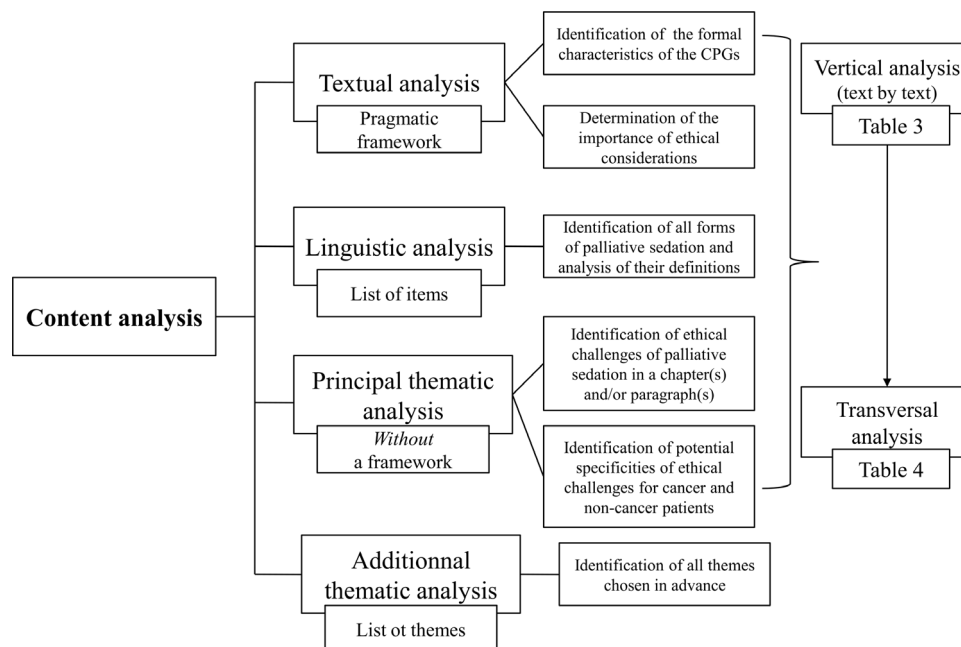 Content analysis
Textual analysis
Pragmatic
framework
Identification of the formal
characteristics of the CPGs
Determination of the
importance of ethical
considerations
Linguistic analysis
List of items
Identification of all forms
of palliative sedation and
analysis of their definitions
Principal thematic
analysis
Without
a framework
Identification of ethical
challenges of palliative
sedation in a chapter(s)
and/or paragraph(s)
Identification of potential
specificities of ethical
challenges for cancer and
non-cancer patients
Additionnal
thematic analysis
List ot themes
Identification of all themes
chosen in advance
Vertical analysis
(text by text)
Table 3
Transversal
analysis
Table 4